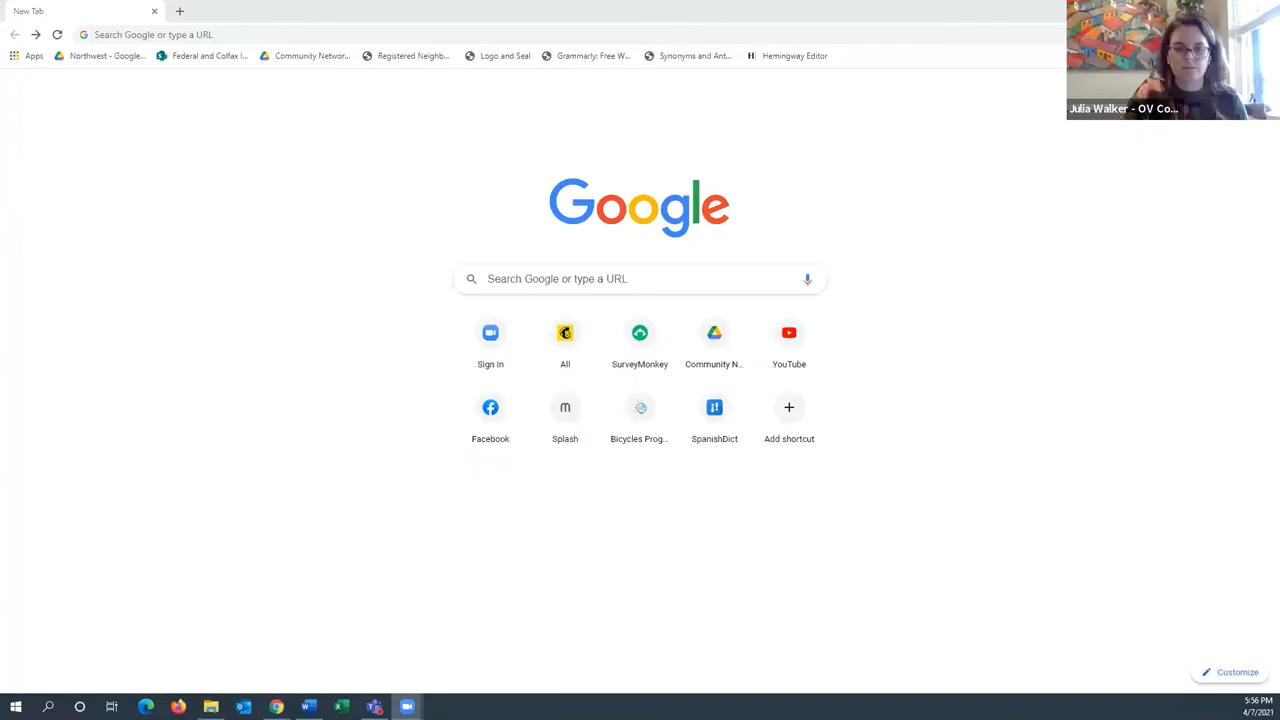 New Tab
Search Google or type a URL
Apps Northwest - Google... Federal and Colfax I... Community Networ... Registered Neighb... Logo and Seal Grammarly: Free W... Synonyms and Ant... H Hemingway Editor
Julia Walker - OV Co...
Google
Search Google or type a URL
Sign In All SurveyMonkey Community N... YouTube
Facebook Splash Bicycles Prog... SpanishDict Add shortcut
Customize
5:56 PM
4/7/2021